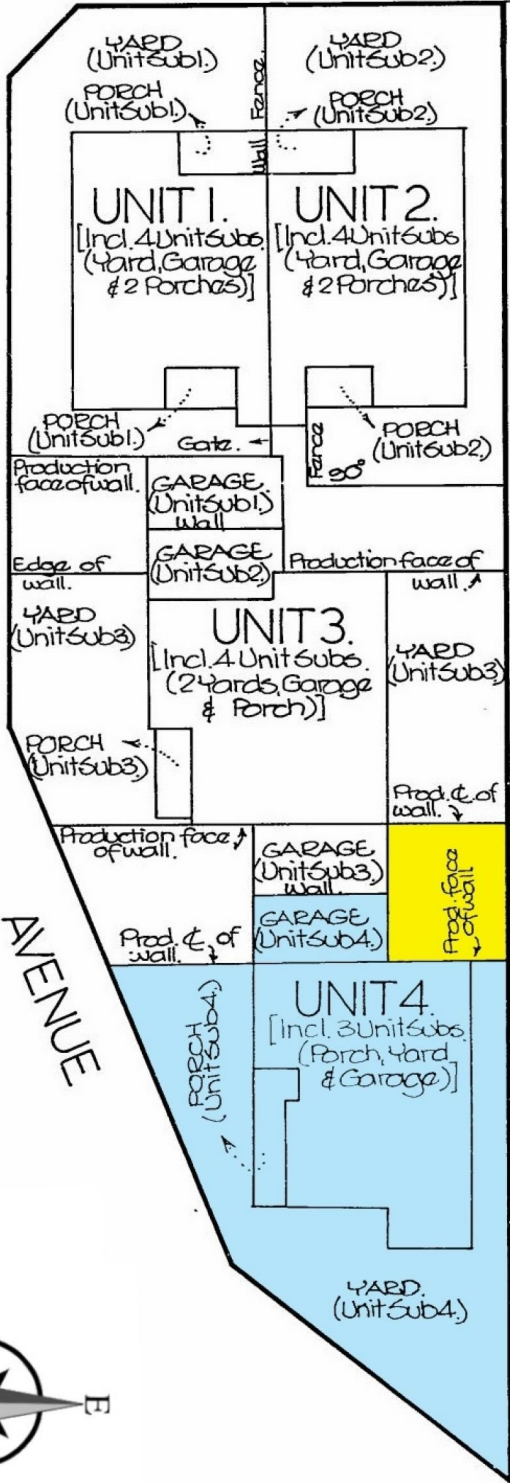 YARD
(UnitSub1.)
YARD
(UnitSub2.)
PORCH
(UnitSub1.)
Wall Fence
PORCH
(UnitSub2.)
UNIT 1.
[Incl. 4 UnitSubs.
(Yard, Garage
& 2 Porches)]
UNIT 2.
[Incl. 4 UnitSubs
(Yard, Garage
& 2 Porches)]
PORCH
(UnitSub1.)
Gate.
Fence
90°
PORCH
(UnitSub2.)
Production
face of wall.
GARAGE
(UnitSub1.)
Wall
GARAGE
(UnitSub2.)
Edge of
wall.
Production face of
wall.
YARD
(UnitSub3.)
UNIT 3.
[Incl. 4 UnitSubs.
(2 Yards, Garage
& Porch)]
YARD
(UnitSub3.)
PORCH
(UnitSub3.)
Prod. ℄ of
wall.
Production face
of wall.
GARAGE
(UnitSub3.)
Wall.
Prod. face
of wall
GARAGE
(UnitSub4.)
Prod. ℄ of
wall.
AVENUE
PORCH
(UnitSub4.)
UNIT 4.
[Incl. 3 UnitSubs.
(Porch, Yard
& Garage)]
YARD.
(UnitSub4.)
E